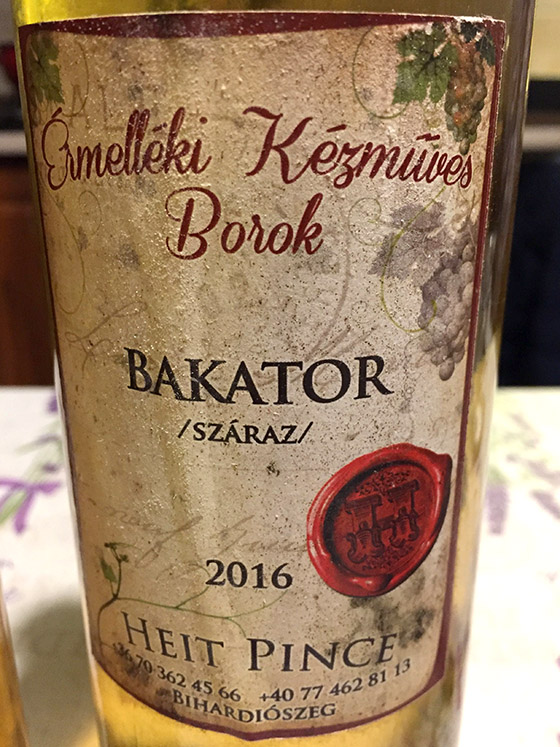 Érmelléki Kézműves
Borok
BAKATOR
/SZÁRAZ/
2016
HEIT PINCE
+36 70 362 45 66 +40 77 462 81 13
BIHARDIÓSZEG